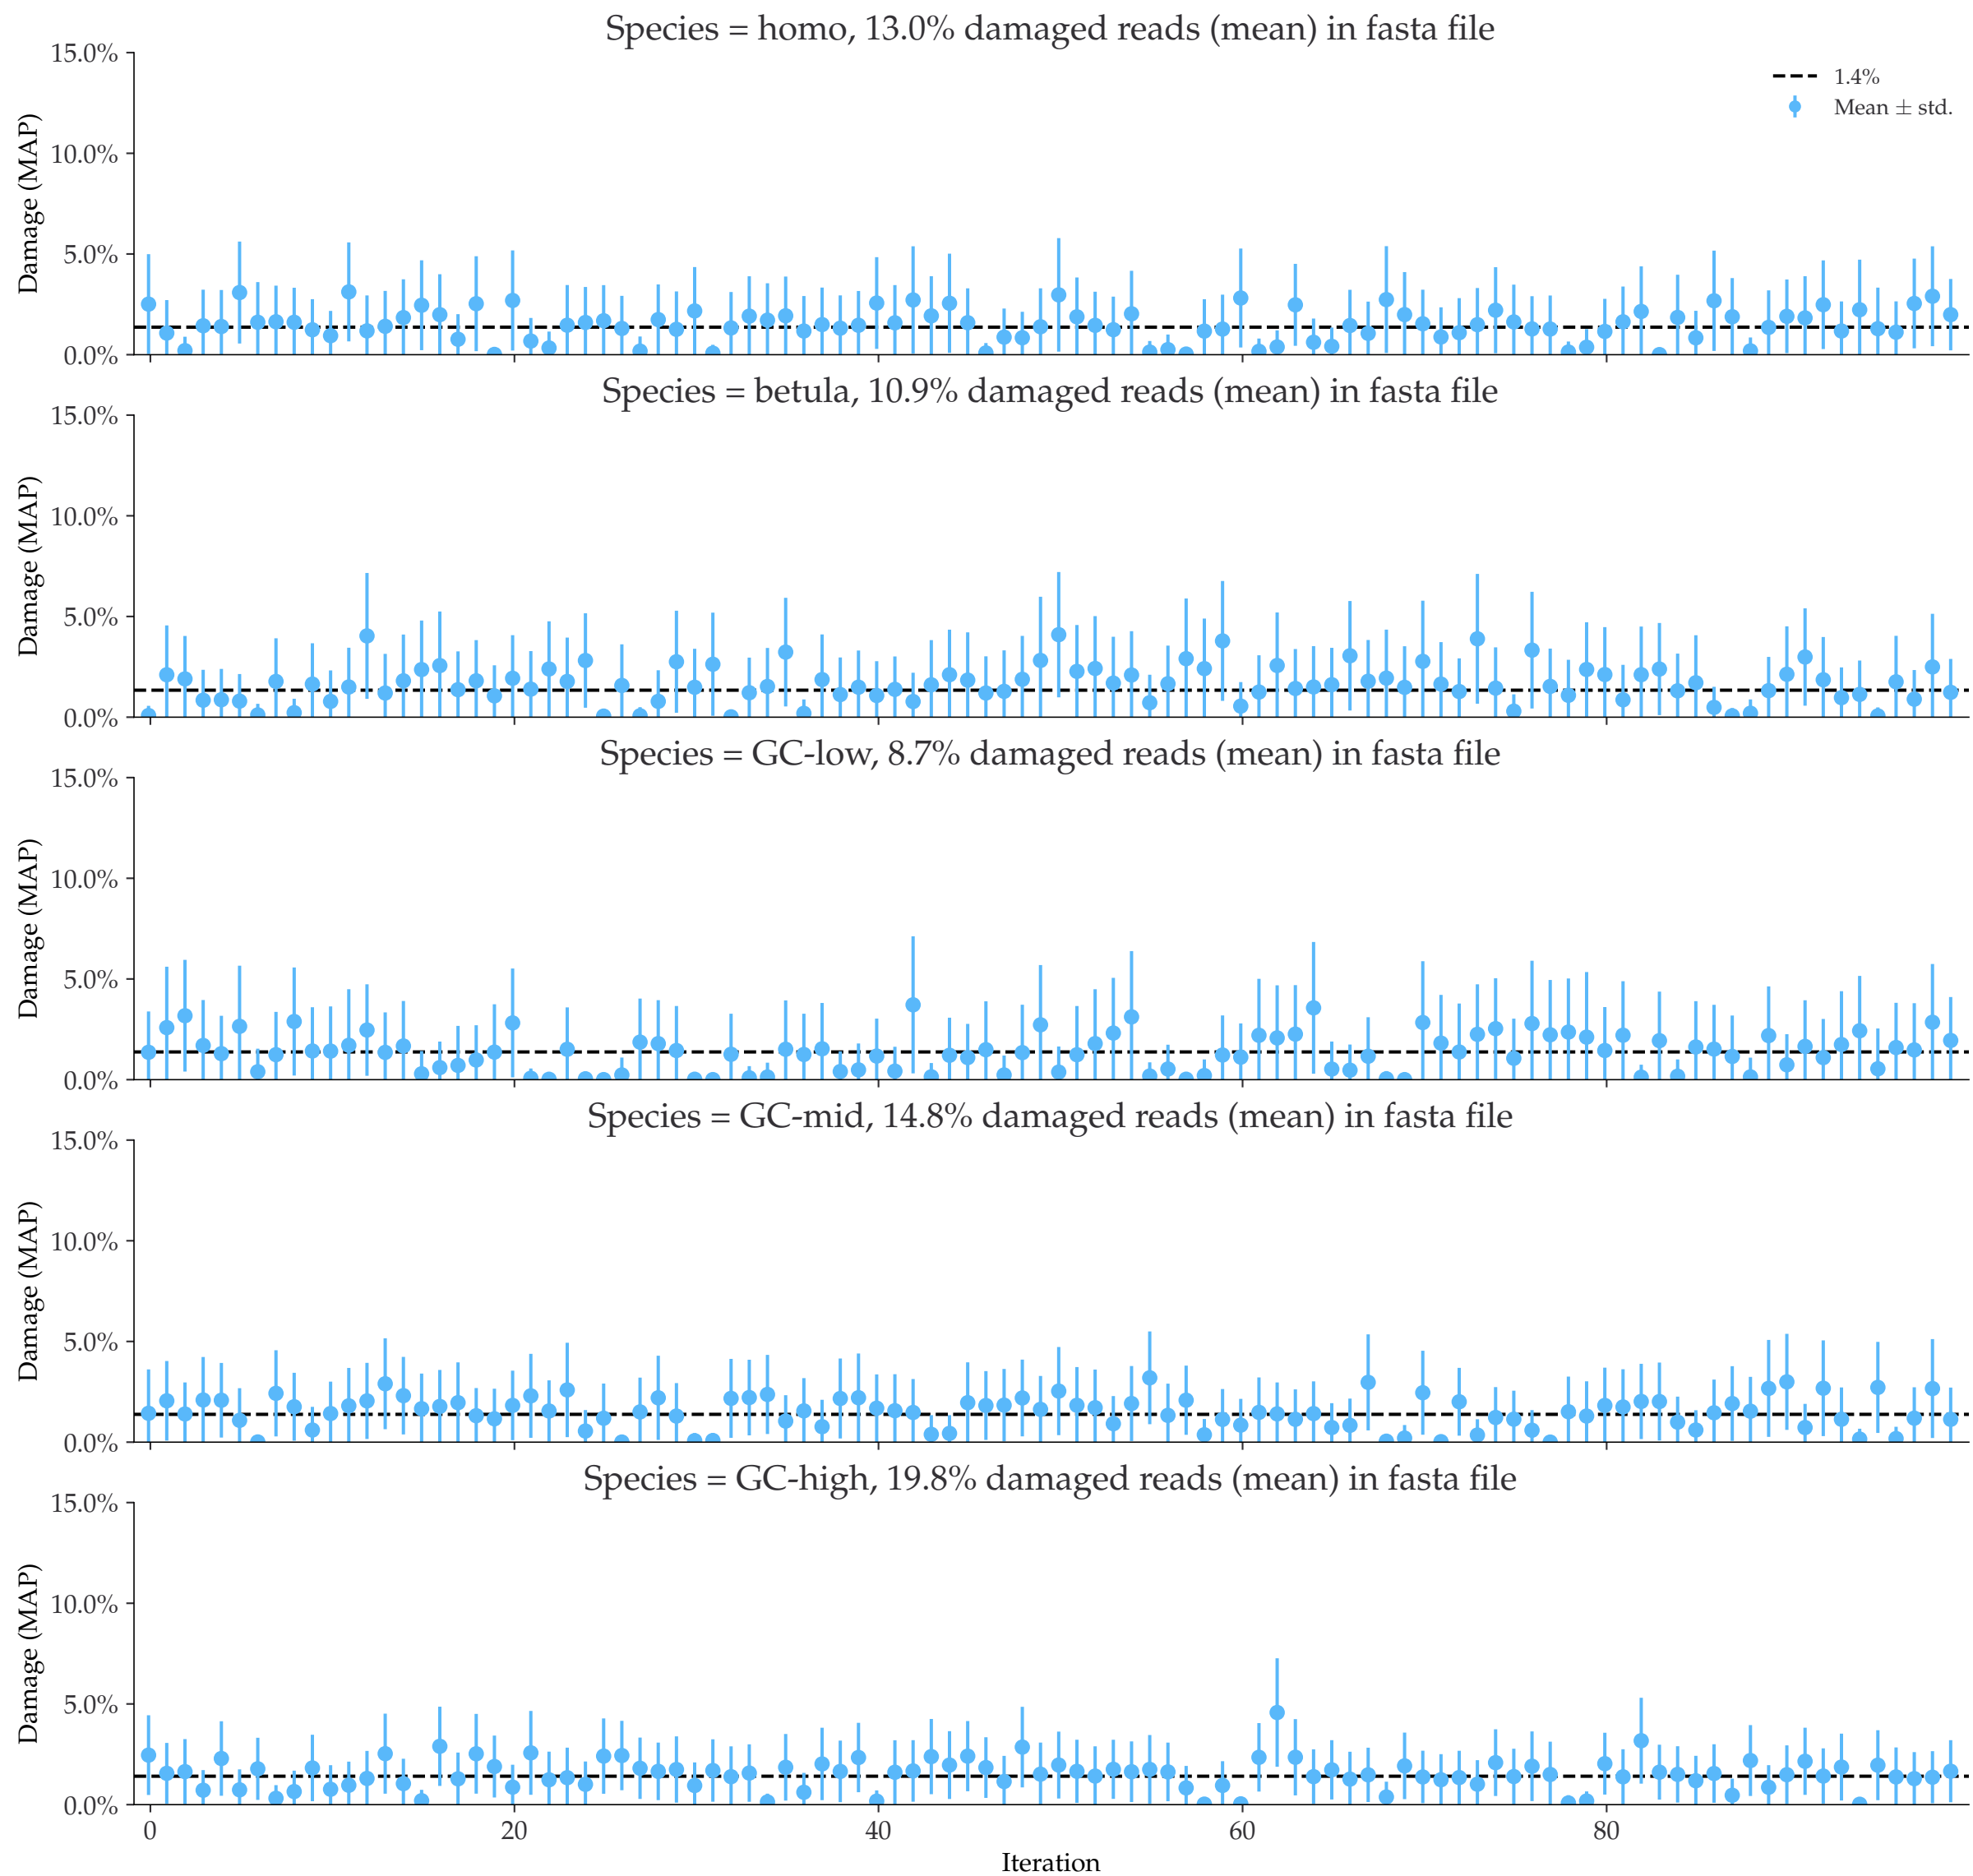 Species = homo, 13.0% damaged reads (mean) in fasta file
15.0%
10.0%
5.0%
0.0%
Damage (MAP)
1.4%
Mean ± std.
Species = betula, 10.9% damaged reads (mean) in fasta file
15.0%
10.0%
5.0%
0.0%
Damage (MAP)
Species = GC-low, 8.7% damaged reads (mean) in fasta file
15.0%
10.0%
5.0%
0.0%
Damage (MAP)
Species = GC-mid, 14.8% damaged reads (mean) in fasta file
15.0%
10.0%
5.0%
0.0%
Damage (MAP)
Species = GC-high, 19.8% damaged reads (mean) in fasta file
15.0%
10.0%
5.0%
0.0%
Damage (MAP)
0 20 40 60 80
Iteration